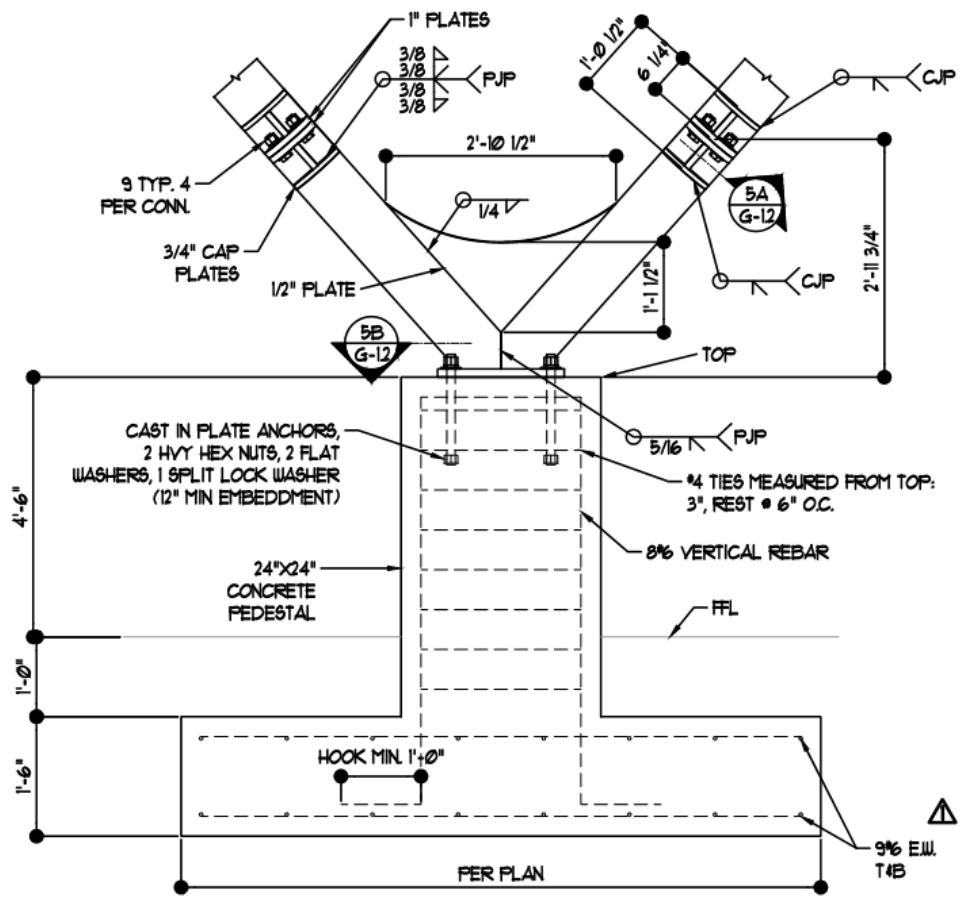 1" PLATES
3/8
3/8
3/8
3/8
PJP
1'-0 1/2"
6 1/4"
CJP
2'-10 1/2"
9 TYP. 4
PER CONN.
5A
G-1.2
1/4
3/4" CAP
PLATES
1/2" PLATE
CJP
1'-1 1/2"
2'-11 3/4"
5B
G-1.2
TOP
CAST IN PLATE ANCHORS,
2 HVY HEX NUTS, 2 FLAT
WASHERS, 1 SPLIT LOCK WASHER
(12" MIN EMBEDDMENT)
5/16
PJP
#4 TIES MEASURED FROM TOP:
3", REST @ 6" O.C.
4'-6"
8#6 VERTICAL REBAR
24"X24"
CONCRETE
PEDESTAL
FFL
1'-0"
HOOK MIN. 1'-0"
1'-6"
1
9#6 E.W.
T&B
PER PLAN